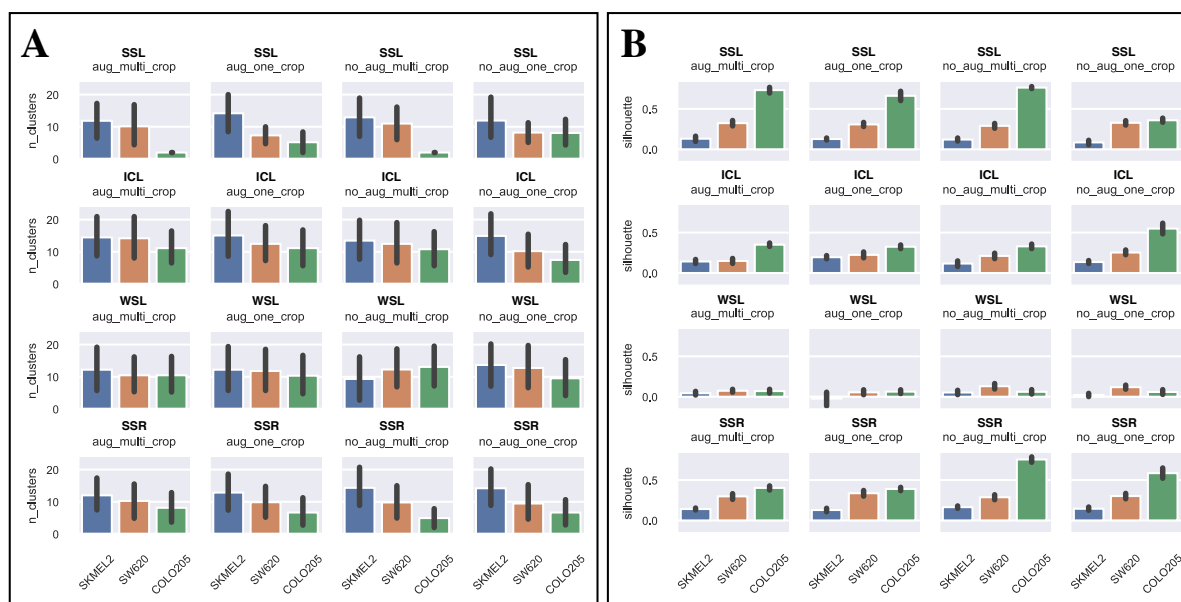 A
SSL SSL SSL SSL
aug_multi_crop aug_one_crop no_aug_multi_crop no_aug_one_crop
n_clusters
20
10
0
ICL ICL ICL ICL
aug_multi_crop aug_one_crop no_aug_multi_crop no_aug_one_crop
n_clusters
20
10
0
WSL WSL WSL WSL
aug_multi_crop aug_one_crop no_aug_multi_crop no_aug_one_crop
n_clusters
20
10
0
SSR SSR SSR SSR
aug_multi_crop aug_one_crop no_aug_multi_crop no_aug_one_crop
n_clusters
20
10
0
SKMEL2 SW620 COLO205 SKMEL2 SW620 COLO205 SKMEL2 SW620 COLO205 SKMEL2 SW620 COLO205
B
SSL SSL SSL SSL
aug_multi_crop aug_one_crop no_aug_multi_crop no_aug_one_crop
silhouette
0.5
0.0
ICL ICL ICL ICL
aug_multi_crop aug_one_crop no_aug_multi_crop no_aug_one_crop
silhouette
0.5
0.0
WSL WSL WSL WSL
aug_multi_crop aug_one_crop no_aug_multi_crop no_aug_one_crop
silhouette
0.5
0.0
SSR SSR SSR SSR
aug_multi_crop aug_one_crop no_aug_multi_crop no_aug_one_crop
silhouette
0.5
0.0
SKMEL2 SW620 COLO205 SKMEL2 SW620 COLO205 SKMEL2 SW620 COLO205 SKMEL2 SW620 COLO205